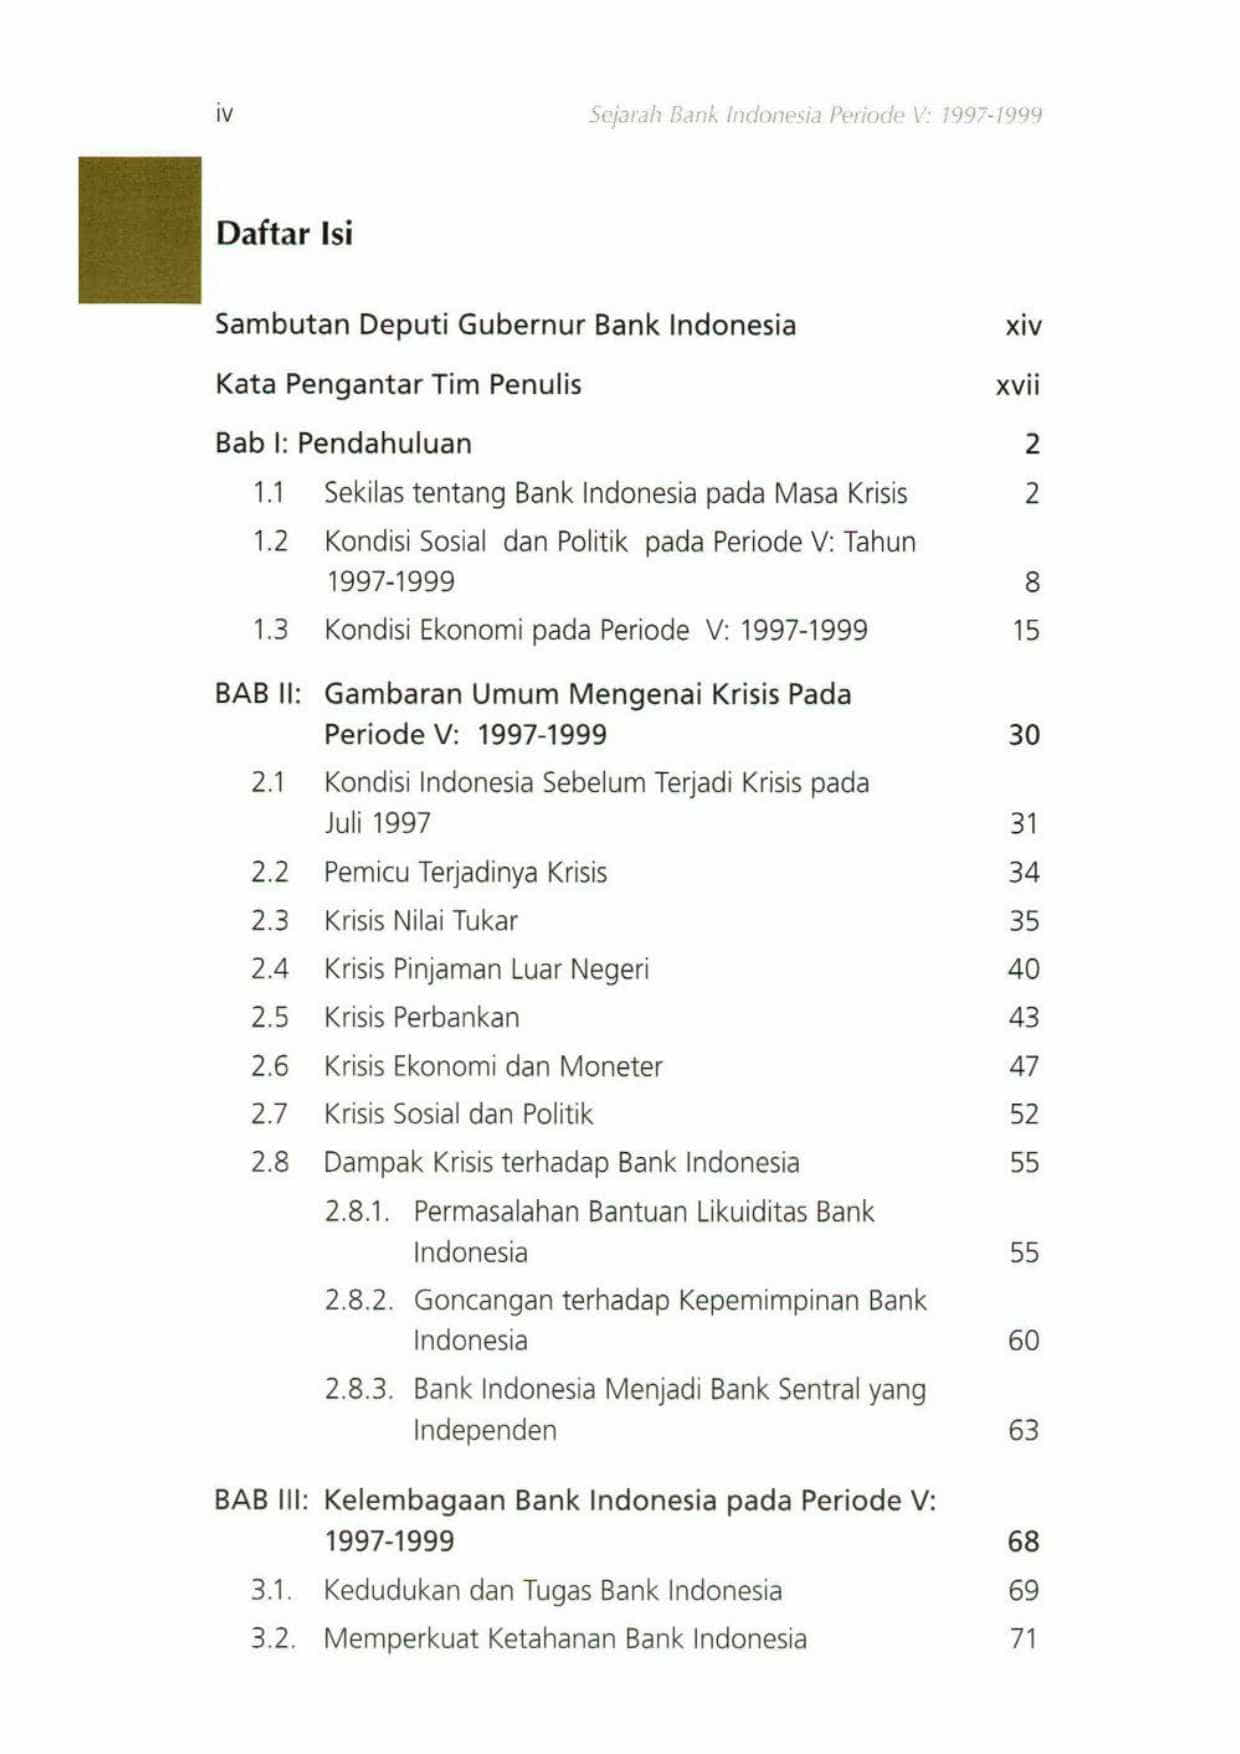 iv
Sejarah Bank Indonesia Periode V: 1997-1999
Daftar Isi
Sambutan Deputi Gubernur Bank Indonesia xiv
Kata Pengantar Tim Penulis xvii
Bab I: Pendahuluan 2
1.1 Sekilas tentang Bank Indonesia pada Masa Krisis 2
1.2 Kondisi Sosial dan Politik pada Periode V: Tahun
1997-1999 8
1.3 Kondisi Ekonomi pada Periode V: 1997-1999 15
BAB II: Gambaran Umum Mengenai Krisis Pada
Periode V: 1997-1999 30
2.1 Kondisi Indonesia Sebelum Terjadi Krisis pada
Juli 1997 31
2.2 Pemicu Terjadinya Krisis 34
2.3 Krisis Nilai Tukar 35
2.4 Krisis Pinjaman Luar Negeri 40
2.5 Krisis Perbankan 43
2.6 Krisis Ekonomi dan Moneter 47
2.7 Krisis Sosial dan Politik 52
2.8 Dampak Krisis terhadap Bank Indonesia 55
2.8.1. Permasalahan Bantuan Likuiditas Bank
Indonesia 55
2.8.2. Goncangan terhadap Kepemimpinan Bank
Indonesia 60
2.8.3. Bank Indonesia Menjadi Bank Sentral yang
Independen 63
BAB III: Kelembagaan Bank Indonesia pada Periode V:
1997-1999 68
3.1. Kedudukan dan Tugas Bank Indonesia 69
3.2. Memperkuat Ketahanan Bank Indonesia 71